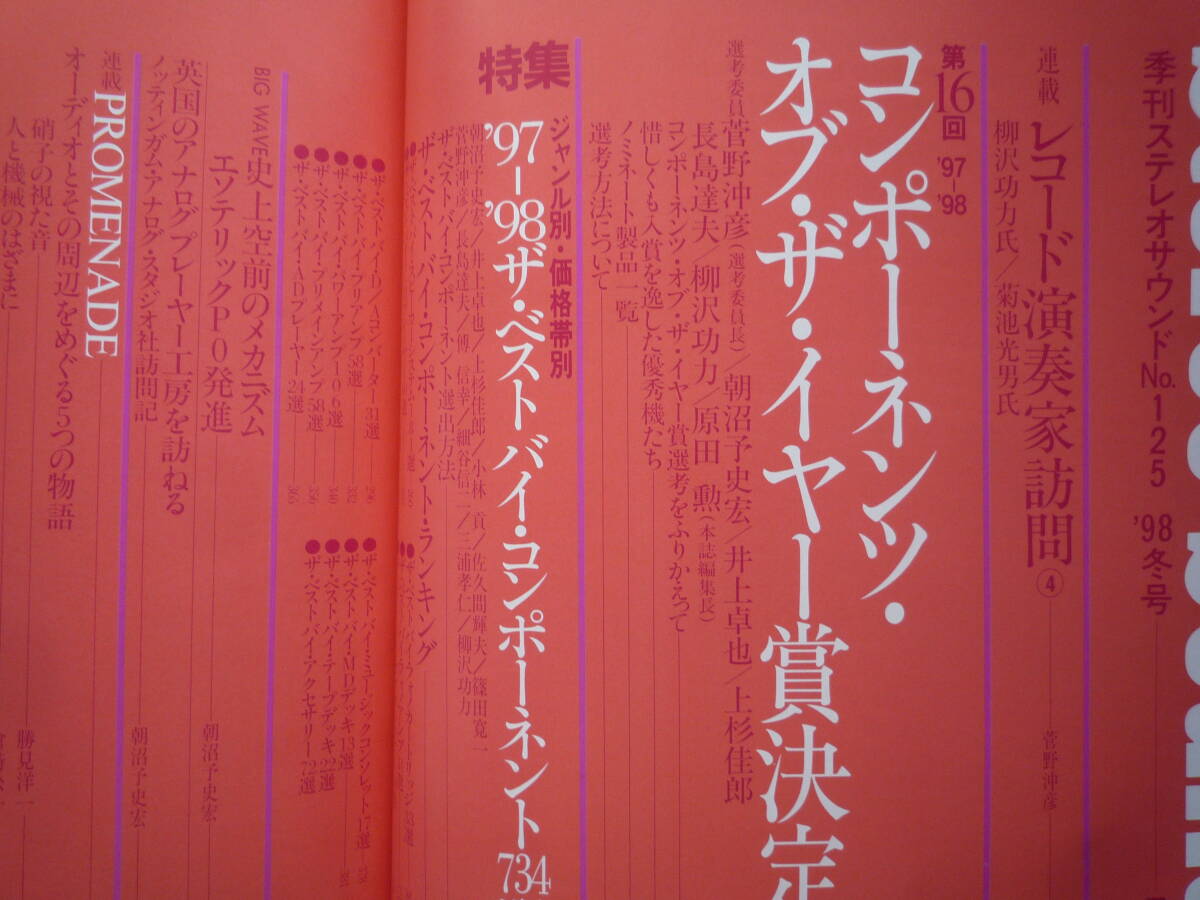 季刊ステレオサウンドNo.125 '98冬号
連載 レコード演奏家訪問④ 菅野沖彦
柳沢功力氏/菊池光男氏
第16回 '97–'98
コンポーネンツ・
オブ・ザ・イヤー賞決定
選考委員 菅野沖彦(選考委員長)/朝沼予史宏/井上卓也/上杉佳郎
長島達夫/柳沢功力/原田 勲(本誌編集長)
コンポーネンツ・オブ・ザ・イヤー賞選考をふりかえって
惜しくも入賞を逸した優秀機たち
ノミネート製品一覧
選考方法について
特集
ジャンル別・価格帯別
'97–'98ザ・ベストバイ・コンポーネント734
朝沼予史宏/井上卓也/上杉佳郎/小林 貢/佐久間輝夫/篠田寛一
菅野沖彦/長島達夫/傅 信幸/細谷信二/三浦孝仁/柳沢功力
ザ・ベストバイ・コンポーネント選出方法
ザ・ベストバイ・コンポーネント・ランキング
●ザ・ベストバイ・D/Aコンバーター31選
●ザ・ベストバイ・プリアンプ58選
●ザ・ベストバイ・パワーアンプ106選
●ザ・ベストバイ・プリメインアンプ58選
●ザ・ベストバイ・ADプレーヤー24選
●ザ・ベストバイ・ミュージックコンソレット17選
●ザ・ベストバイ・MDデッキ13選
●ザ・ベストバイ・テープデッキ22選
●ザ・ベストバイ・アクセサリー72選
BIG WAVE 史上空前のメカニズム
エソテリックP0発進 朝沼予史宏
英国のアナログプレーヤー工房を訪ねる
ノッティンガム・アナログ・スタジオ社訪問記 朝沼予史宏
連載 PROMENADE
オーディオとその周辺をめぐる5つの物語
硝子の視た音 勝見洋一
人と機械のはざまに